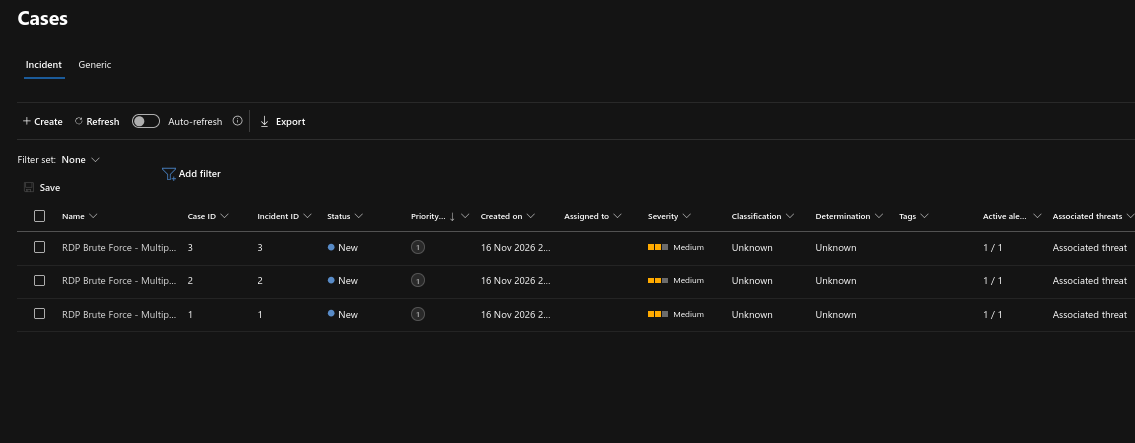 Cases
Incident Generic
Create Refresh Auto-refresh Export
Filter set: None
Add filter
Save
Name Case ID Incident ID Status Priority... Created on Assigned to Severity Classification Determination Tags Active ale... Associated threats
RDP Brute Force - Multip... 3 3 New 1 16 Nov 2026 2... Medium Unknown Unknown 1 / 1 Associated threat
RDP Brute Force - Multip... 2 2 New 1 16 Nov 2026 2... Medium Unknown Unknown 1 / 1 Associated threat
RDP Brute Force - Multip... 1 1 New 1 16 Nov 2026 2... Medium Unknown Unknown 1 / 1 Associated threat